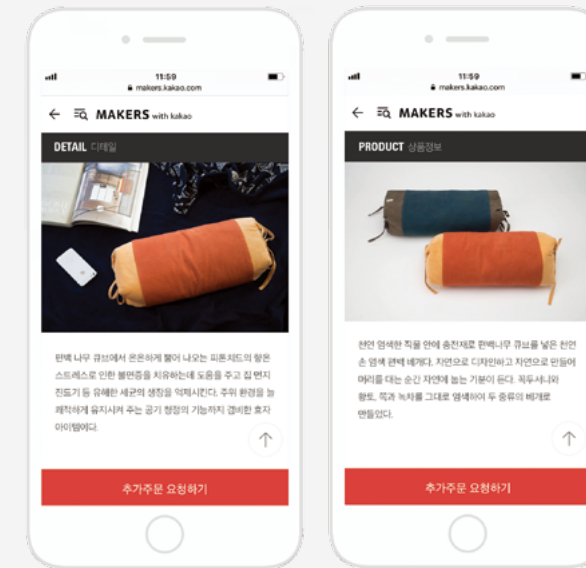 11:59
makers.kakao.com
MAKERS with kakao
DETAIL 디테일
편백 나무 큐브에서 은은하게 뿜어 나오는 피톤치드의 향은
스트레스로 인한 불면증을 치유하는데 도움을 주고 집 먼지
진드기 등 유해한 세균의 생장을 억제시킨다. 주위 환경을 늘
쾌적하게 유지시켜 주는 공기 청정의 기능까지 겸비한 효자
아이템이다.
추가주문 요청하기
11:59
makers.kakao.com
MAKERS with kakao
PRODUCT 상품정보
천연 염색한 직물 안에 충전재로 편백나무 큐브를 넣은 천연
손 염색 편백 베개다. 자연으로 디자인하고 자연으로 만들어
머리를 대는 순간 자연에 눕는 기분이 든다. 꼭두서니와
황토, 쪽과 녹차를 그대로 염색하여 두 종류의 베개로
만들었다.
추가주문 요청하기